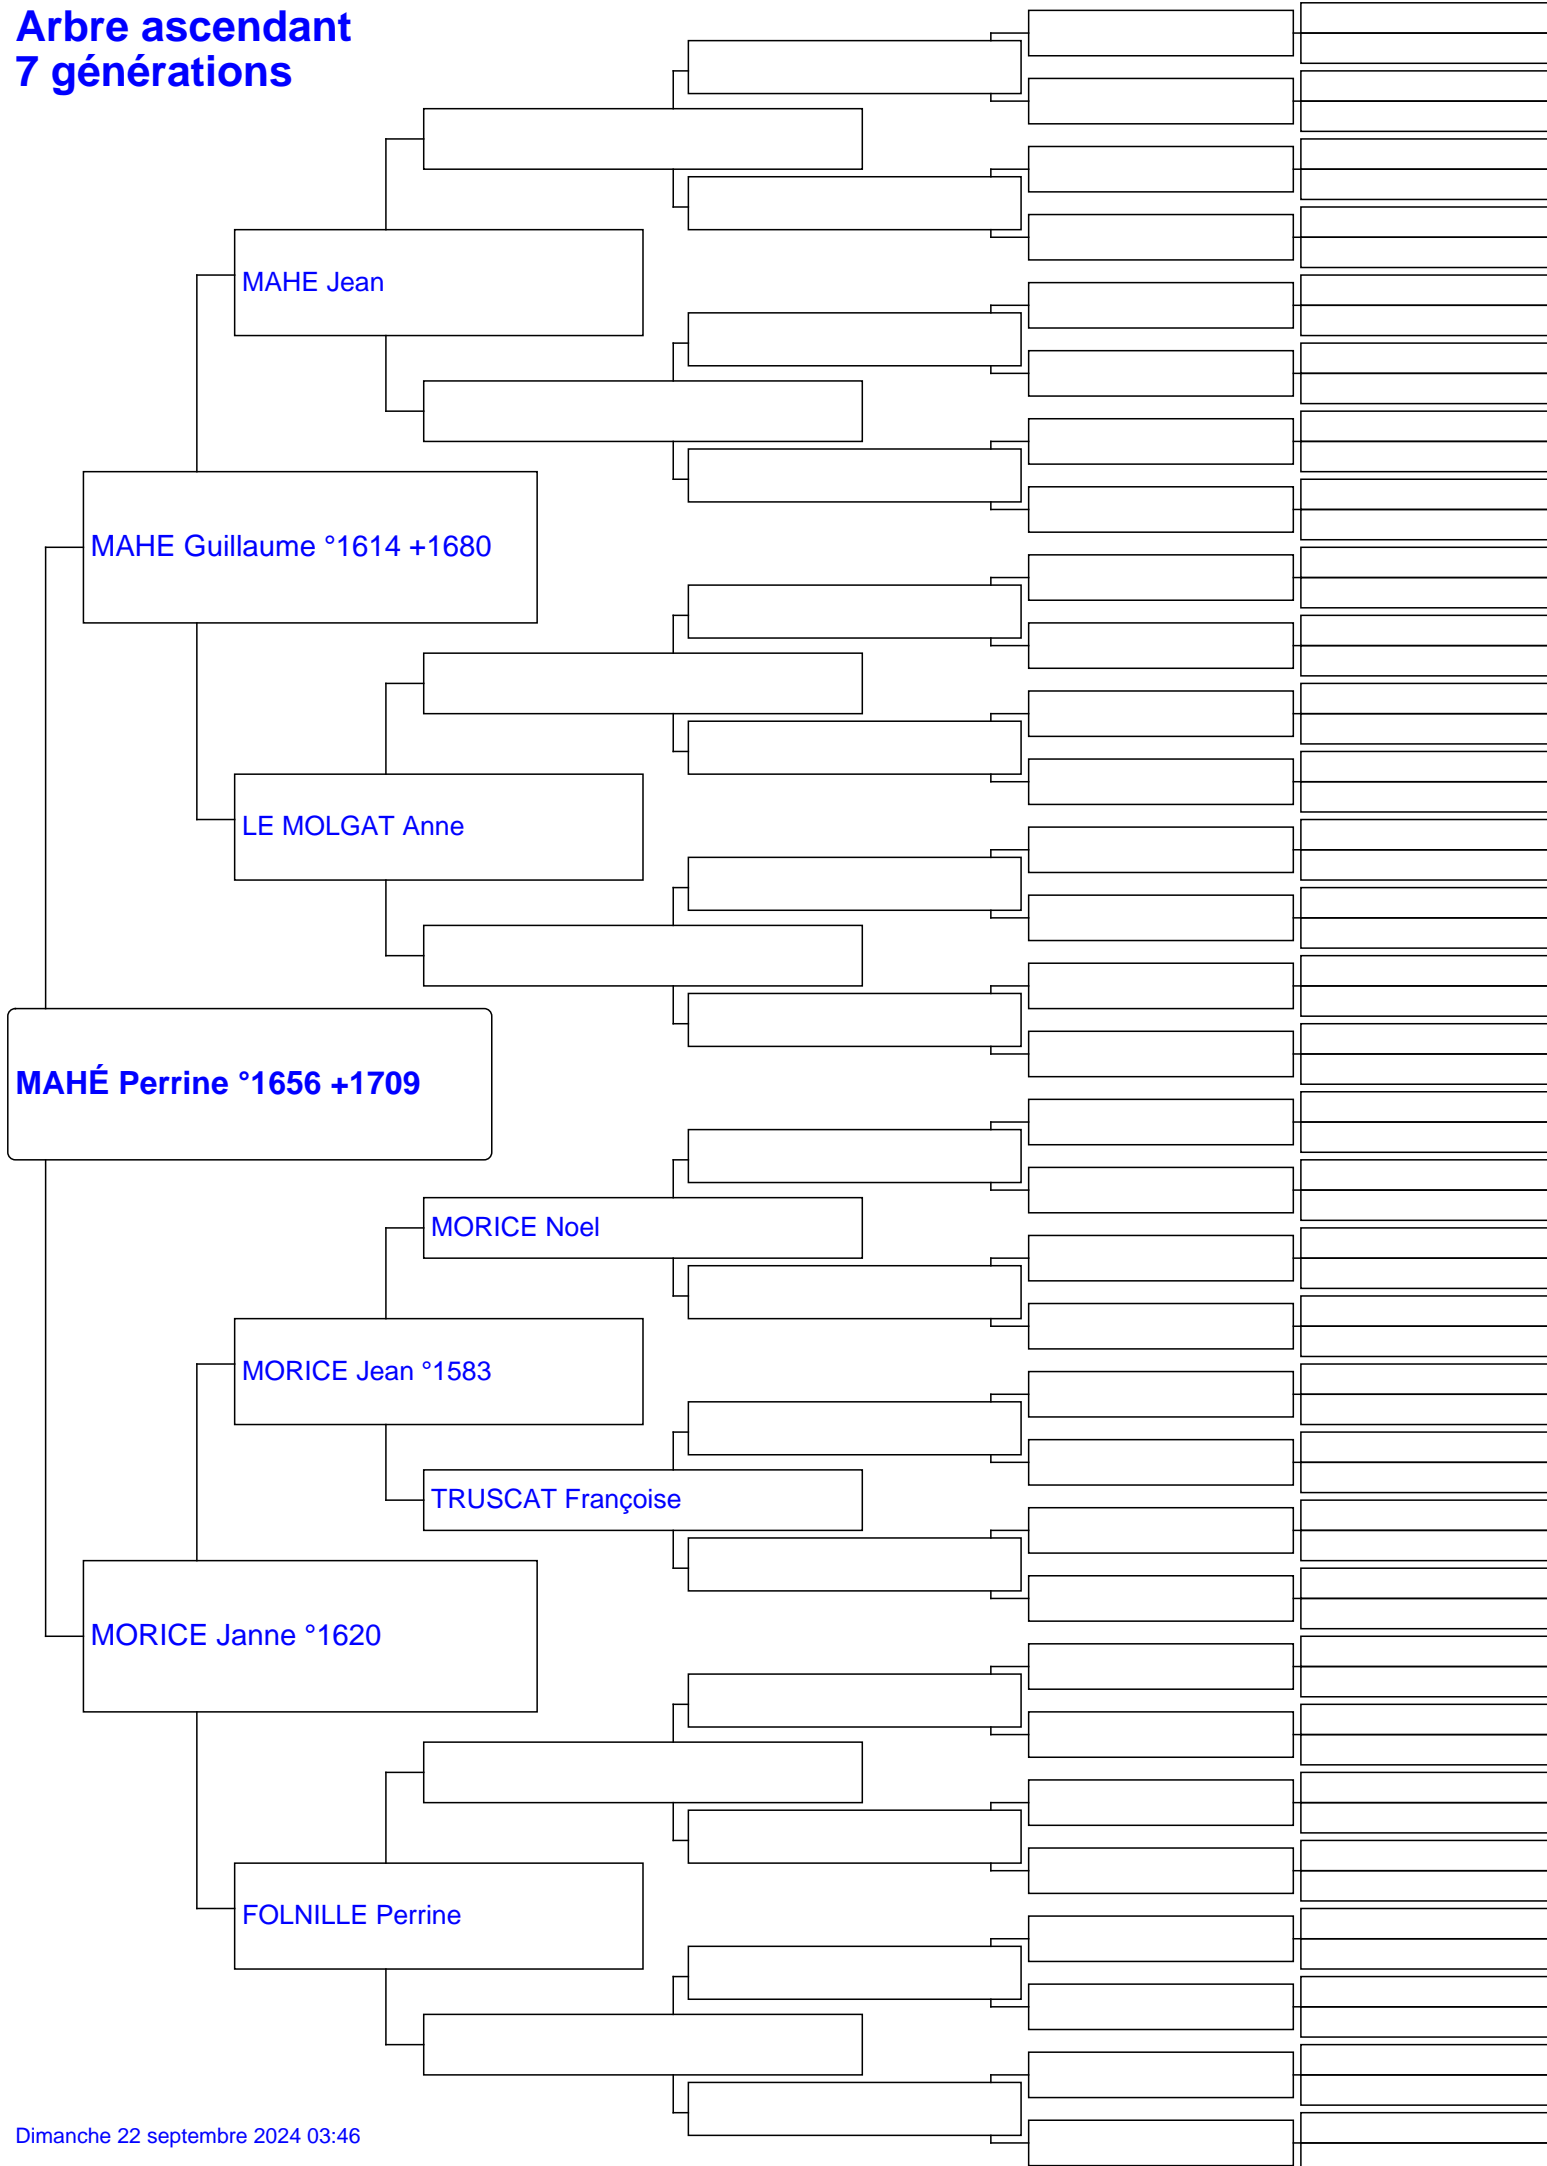 Arbre ascendant
7 générations
MAHE Jean
MAHE Guillaume °1614 +1680
LE MOLGAT Anne
MAHÉ Perrine °1656 +1709
MORICE Noel
MORICE Jean °1583
TRUSCAT Françoise
MORICE Janne °1620
FOLNILLE Perrine
Dimanche 22 septembre 2024 03:46